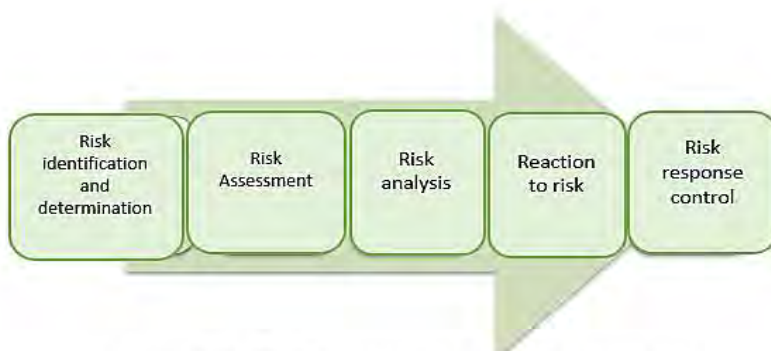 Risk
identification
and
determination
Risk
Assessment
Risk
analysis
Reaction
to risk
Risk
response
control